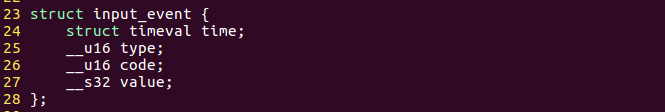 23 struct input_event {
24     struct timeval time;
25     __u16 type;
26     __u16 code;
27     __s32 value;
28 };